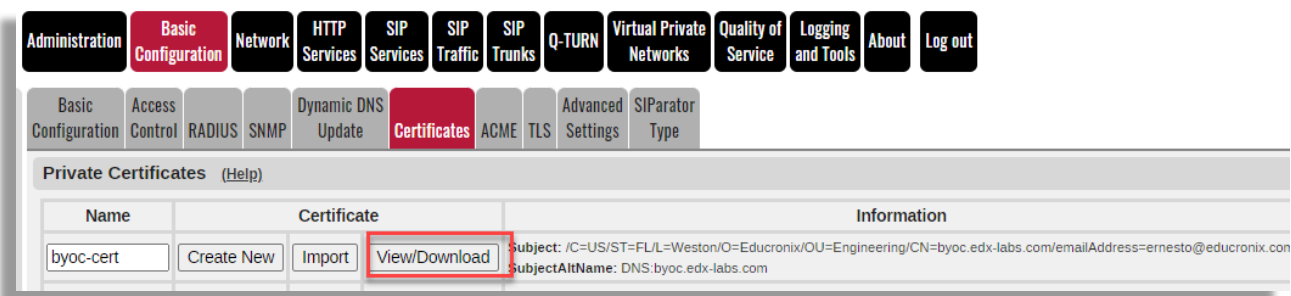 Administration Basic Configuration Network HTTP Services SIP Services SIP Traffic SIP Trunks Q-TURN Virtual Private Networks Quality of Service Logging and Tools About Log out
Basic Configuration Access Control RADIUS SNMP Dynamic DNS Update Certificates ACME TLS Advanced Settings SIParator Type
Private Certificates (Help)
Name Certificate Information
byoc-cert Create New Import View/Download Subject: /C=US/ST=FL/L=Weston/O=Educronix/OU=Engineering/CN=byoc.edx-labs.com/emailAddress=ernesto@educronix.com
SubjectAltName: DNS:byoc.edx-labs.com